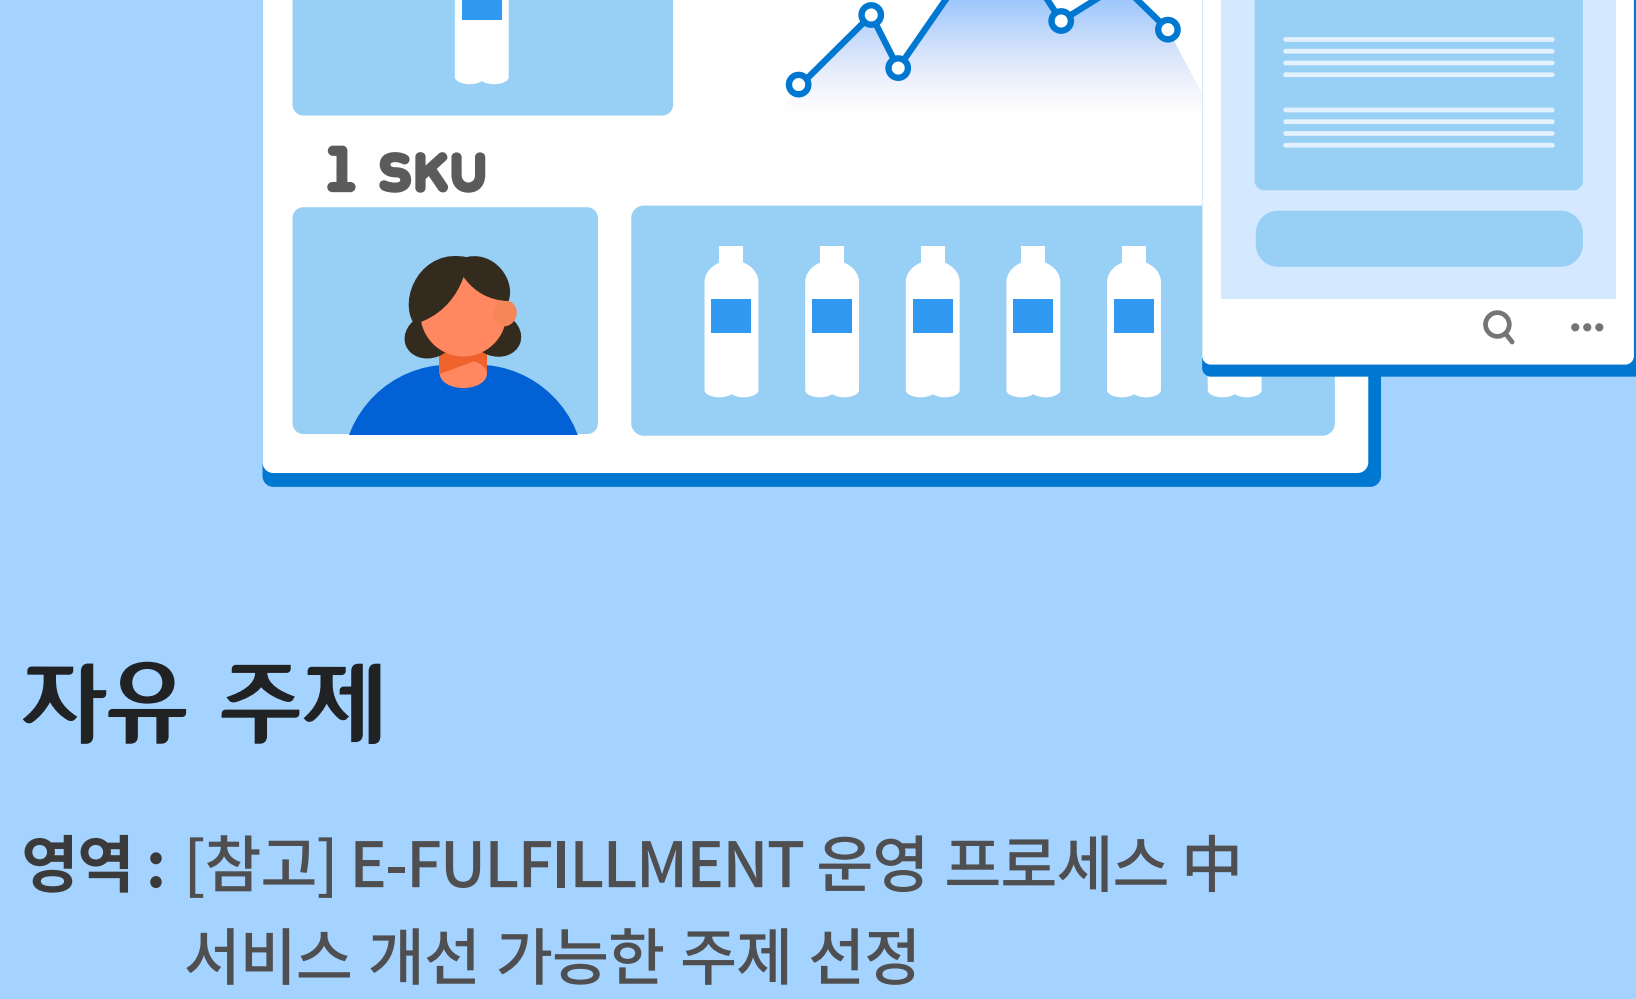 1 SKU
자유 주제
영역 : [참고] E-FULFILLMENT 운영 프로세스 中
서비스 개선 가능한 주제 선정